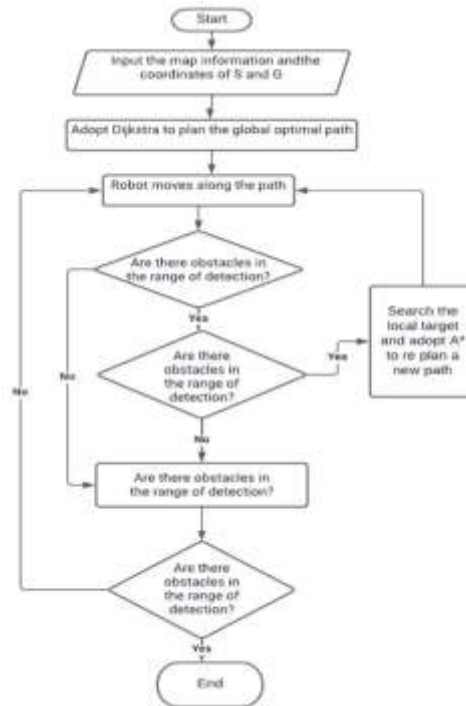 Start
Input the map information andthe
coordinates of S and G
Adopt Dijkstra to plan the global optimal path
Robot moves along the path
Are there obstacles in
the range of detection?
Yes
Are there
obstacles in
the range of
detection?
Yes
Search the
local target
and adopt A*
to re plan a
new path
No
No
No
Are there obstacles in
the range of detection?
Are there
obstacles in
the range of
detection?
Yes
End